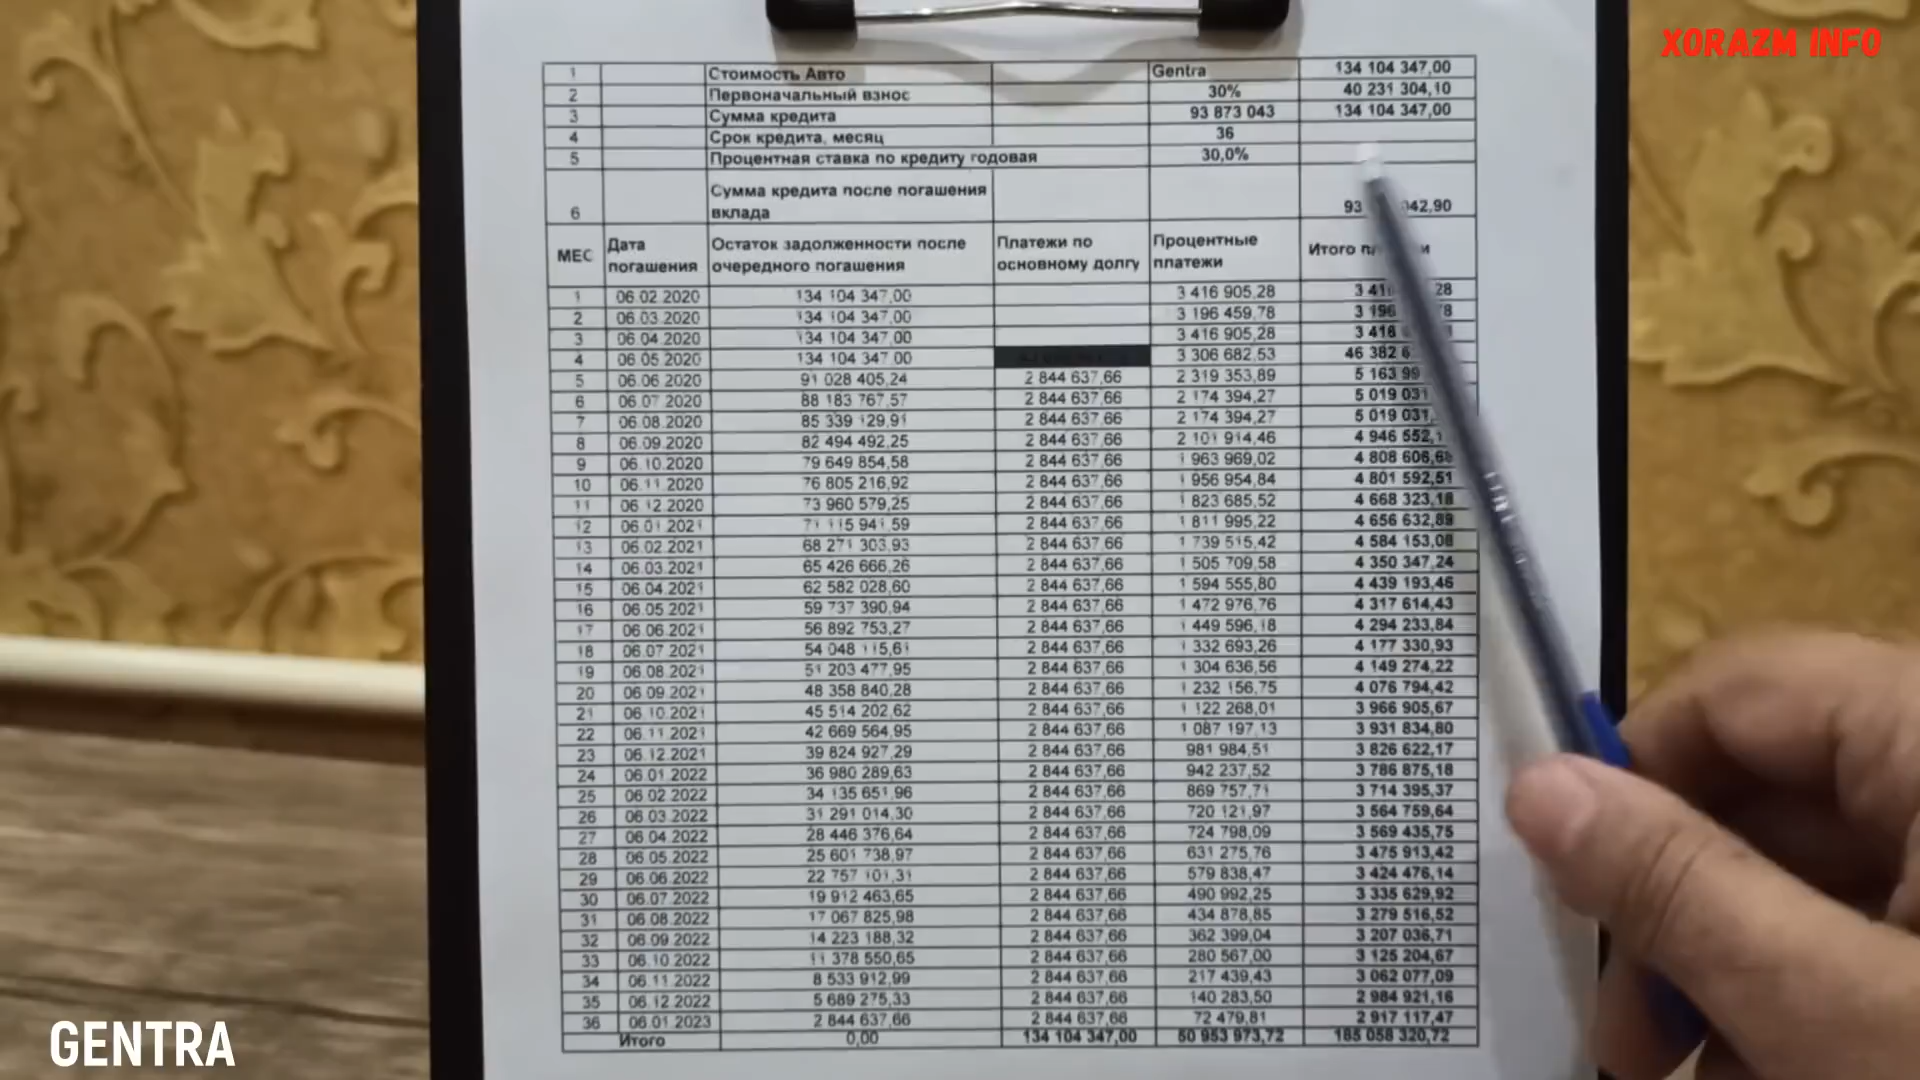 XORAZM INFO
1 Стоимость Авто Gentra 134 104 347,00
2 Первоначальный взнос 30% 40 231 304,10
3 Сумма кредита 93 873 043 134 104 347,00
4 Срок кредита, месяц 36
5 Процентная ставка по кредиту годовая 30,0%
6 Сумма кредита после погашения вклада 93 042,90
МЕС Дата погашения Остаток задолженности после очередного погашения Платежи по основному долгу Процентные платежи Итого
1 06.02.2020 134 104 347,00 3 416 905,28
2 06.03.2020 134 104 347,00 3 196 459,78
3 06.04.2020 134 104 347,00 3 416 905,28
4 06.05.2020 134 104 347,00 3 306 682,53
5 06.06.2020 91 028 405,24 2 844 637,66 2 319 353,89
6 06.07.2020 88 183 767,57 2 844 637,66 2 174 394,27
7 06.08.2020 85 339 129,91 2 844 637,66 2 174 394,27
8 06.09.2020 82 494 492,25 2 844 637,66 2 101 914,46
9 06.10.2020 79 649 854,58 2 844 637,66 1 963 969,02 4 808 606,68
10 06.11.2020 76 805 216,92 2 844 637,66 1 956 954,84 4 801 592,51
11 06.12.2020 73 960 579,25 2 844 637,66 1 823 685,52 4 668 323,18
12 06.01.2021 71 115 941,59 2 844 637,66 1 811 995,22 4 656 632,89
13 06.02.2021 68 271 303,93 2 844 637,66 1 739 515,42 4 584 153,08
14 06.03.2021 65 426 666,26 2 844 637,66 1 505 709,58 4 350 347,24
15 06.04.2021 62 582 028,60 2 844 637,66 1 594 555,80 4 439 193,46
16 06.05.2021 59 737 390,94 2 844 637,66 1 472 976,76 4 317 614,43
17 06.06.2021 56 892 753,27 2 844 637,66 1 449 596,18 4 294 233,84
18 06.07.2021 54 048 115,61 2 844 637,66 1 332 693,26 4 177 330,93
19 06.08.2021 51 203 477,95 2 844 637,66 1 304 636,56 4 149 274,22
20 06.09.2021 48 358 840,28 2 844 637,66 1 232 156,75 4 076 794,42
21 06.10.2021 45 514 202,62 2 844 637,66 1 122 268,01 3 966 905,67
22 06.11.2021 42 669 564,95 2 844 637,66 1 087 197,13 3 931 834,80
23 06.12.2021 39 824 927,29 2 844 637,66 981 984,51 3 826 622,17
24 06.01.2022 36 980 289,63 2 844 637,66 942 237,52 3 786 875,18
25 06.02.2022 34 135 651,96 2 844 637,66 869 757,71 3 714 395,37
26 06.03.2022 31 291 014,30 2 844 637,66 720 121,97 3 564 759,64
27 06.04.2022 28 446 376,64 2 844 637,66 724 798,09 3 569 435,75
28 06.05.2022 25 601 738,97 2 844 637,66 631 275,76 3 475 913,42
29 06.06.2022 22 757 101,31 2 844 637,66 579 838,47 3 424 476,14
30 06.07.2022 19 912 463,65 2 844 637,66 490 992,25 3 335 629,92
31 06.08.2022 17 067 825,98 2 844 637,66 434 878,85 3 279 516,52
32 06.09.2022 14 223 188,32 2 844 637,66 362 399,04 3 207 036,71
33 06.10.2022 11 378 550,65 2 844 637,66 280 567,00 3 125 204,67
34 06.11.2022 8 533 912,99 2 844 637,66 217 439,43 3 062 077,09
35 06.12.2022 5 689 275,33 2 844 637,66 140 283,50 2 984 921,16
36 06.01.2023 2 844 637,66 2 844 637,66 72 479,81 2 917 117,47
Итого 0,00 134 104 347,00 50 953 973,72 185 058 320,72
GENTRA